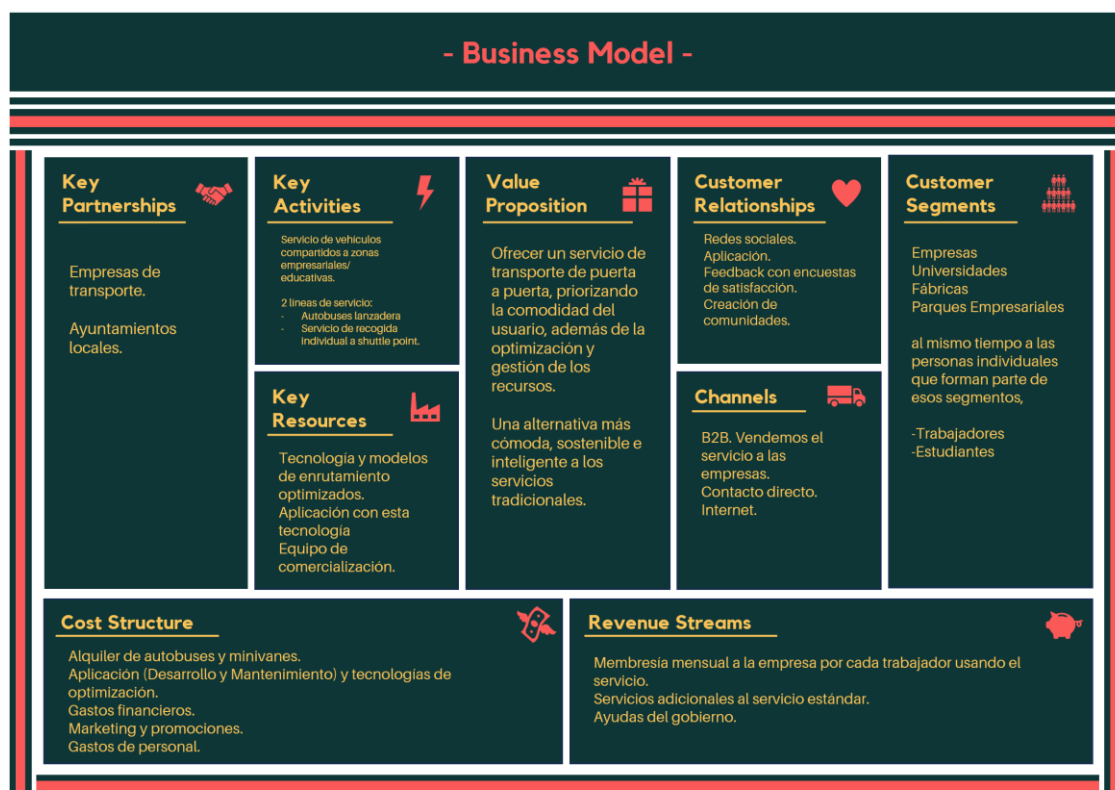 - Business Model -
Key
Partnerships
Empresas de
transporte.
Ayuntamientos
locales.
Key
Activities
Servicio de vehículos
compartidos a zonas
empresariales/
educativas.
2 lineas de servicio:
- Autobuses lanzadera
- Servicio de recogida
individual a shuttle point.
Key
Resources
Tecnología y modelos
de enrutamiento
optimizados.
Aplicación con esta
tecnología
Equipo de
comercialización.
Value
Proposition
Ofrecer un servicio de
transporte de puerta
a puerta, priorizando
la comodidad del
usuario, además de la
optimización y
gestión de los
recursos.
Una alternativa más
cómoda, sostenible e
inteligente a los
servicios
tradicionales.
Customer
Relationships
Redes sociales.
Aplicación.
Feedback con encuestas
de satisfacción.
Creación de
comunidades.
Channels
B2B. Vendemos el
servicio a las
empresas.
Contacto directo.
Internet.
Customer
Segments
Empresas
Universidades
Fábricas
Parques Empresariales
al mismo tiempo a las
personas individuales
que forman parte de
esos segmentos,
-Trabajadores
-Estudiantes
Cost Structure
Alquiler de autobuses y minivanes.
Aplicación (Desarrollo y Mantenimiento) y tecnologías de
optimización.
Gastos financieros.
Marketing y promociones.
Gastos de personal.
Revenue Streams
Membresía mensual a la empresa por cada trabajador usando el
servicio.
Servicios adicionales al servicio estándar.
Ayudas del gobierno.